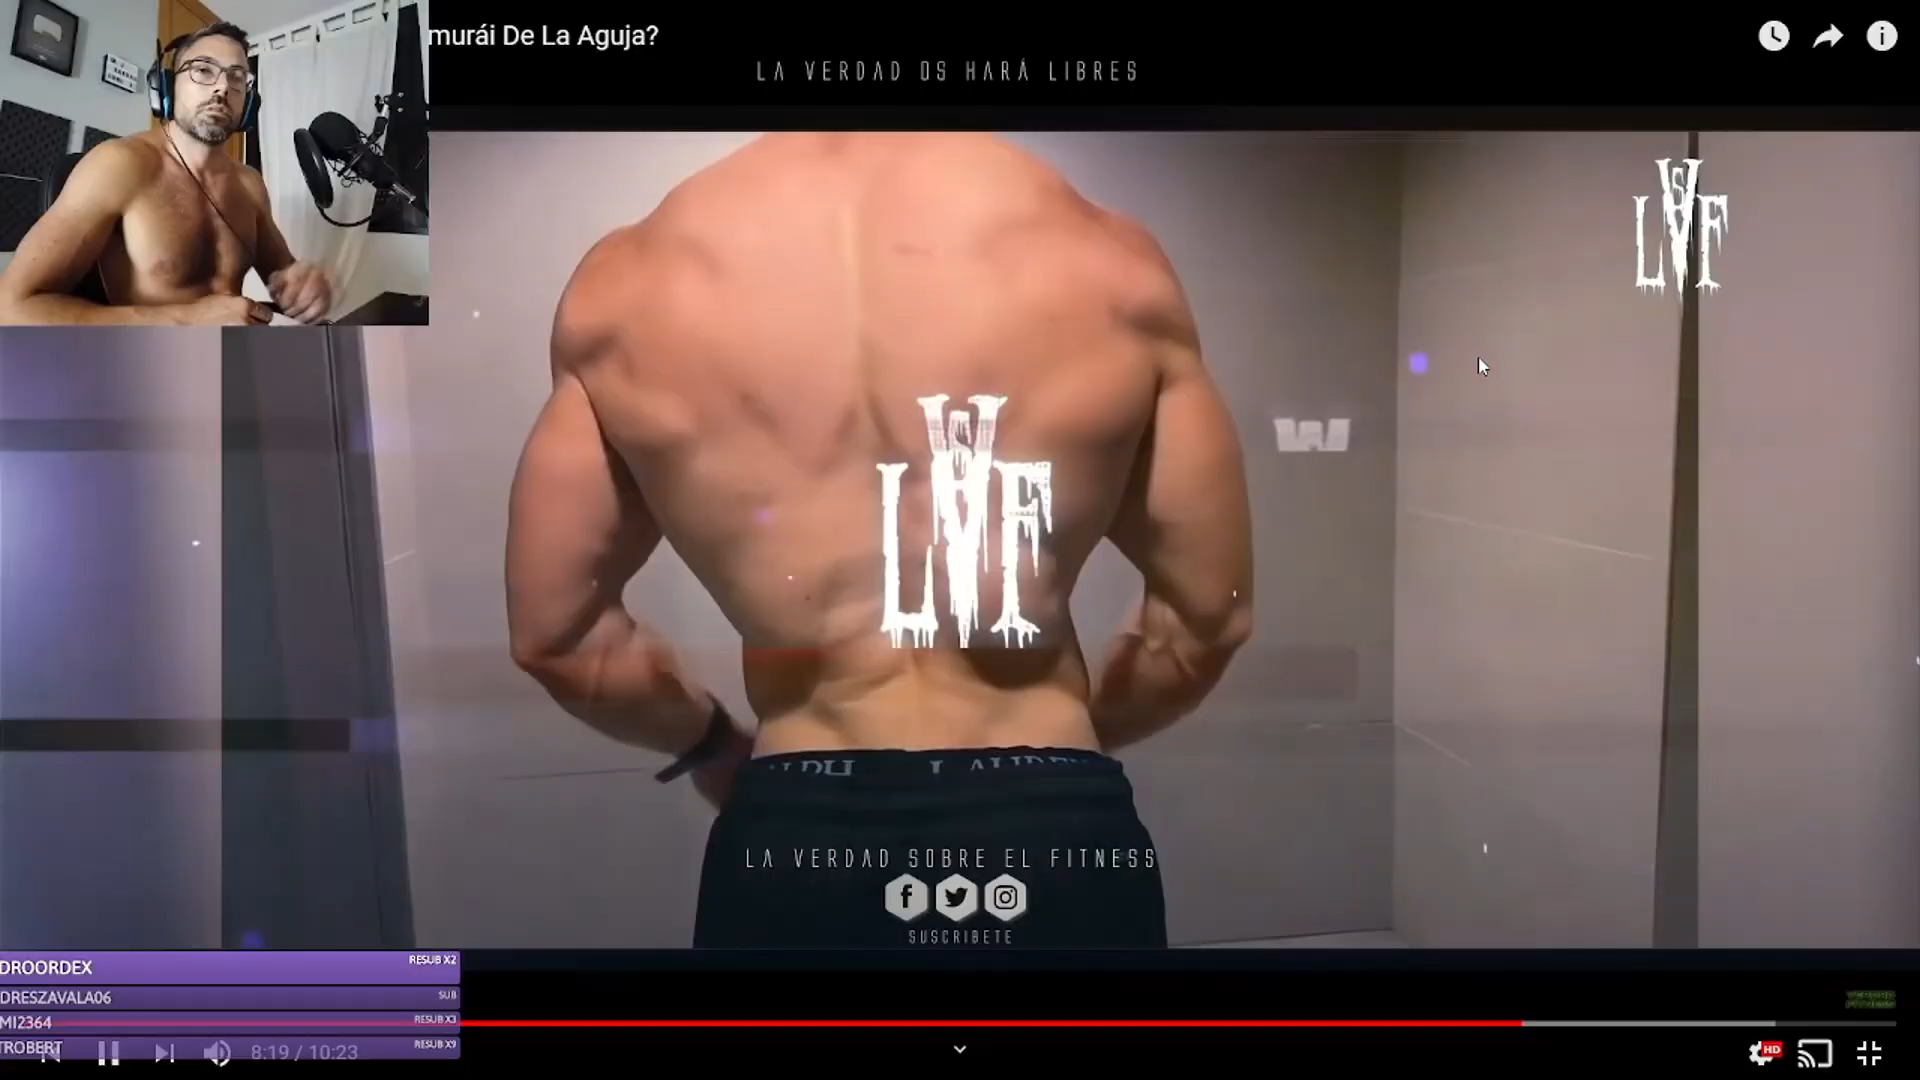 murái De La Aguja?
LA VERDAD OS HARÁ LIBRES
LVF
LVF
LA VERDAD SOBRE EL FITNESS
SUSCRIBETE
DROORDEX RESUB X2
DRESZAVALA06 SUB
MI2364 RESUB X3
TROBERT RESUB X9
8:19 / 10:23
HD